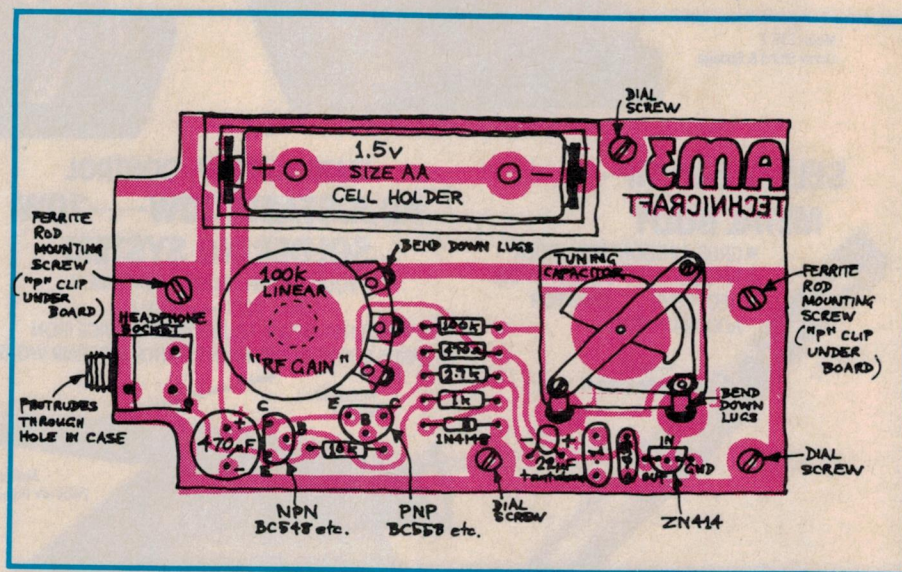 DIAL
SCREW
AM3
TECHNICRAFT
1.5v
+ SIZE AA -
CELL HOLDER
FERRITE
ROD
MOUNTING
SCREW
("P" CLIP
UNDER
BOARD)
BEND DOWN LUGS
TUNING
CAPACITOR
100k
LINEAR
"RF GAIN"
FERRITE
ROD
MOUNTING
SCREW
("P" CLIP
UNDER
BOARD)
HEADPHONE
SOCKET
100k
1k
1N4148
PROTRUDES
THROUGH
HOLE IN CASE
BEND
DOWN
LUGS
+
470µF
-
C
B
E
10k
E
B
C
-
+
tantalum
.1
IN
OUT
GND
DIAL
SCREW
NPN
BC548 etc.
PNP
BC558 etc.
DIAL
SCREW
ZN414